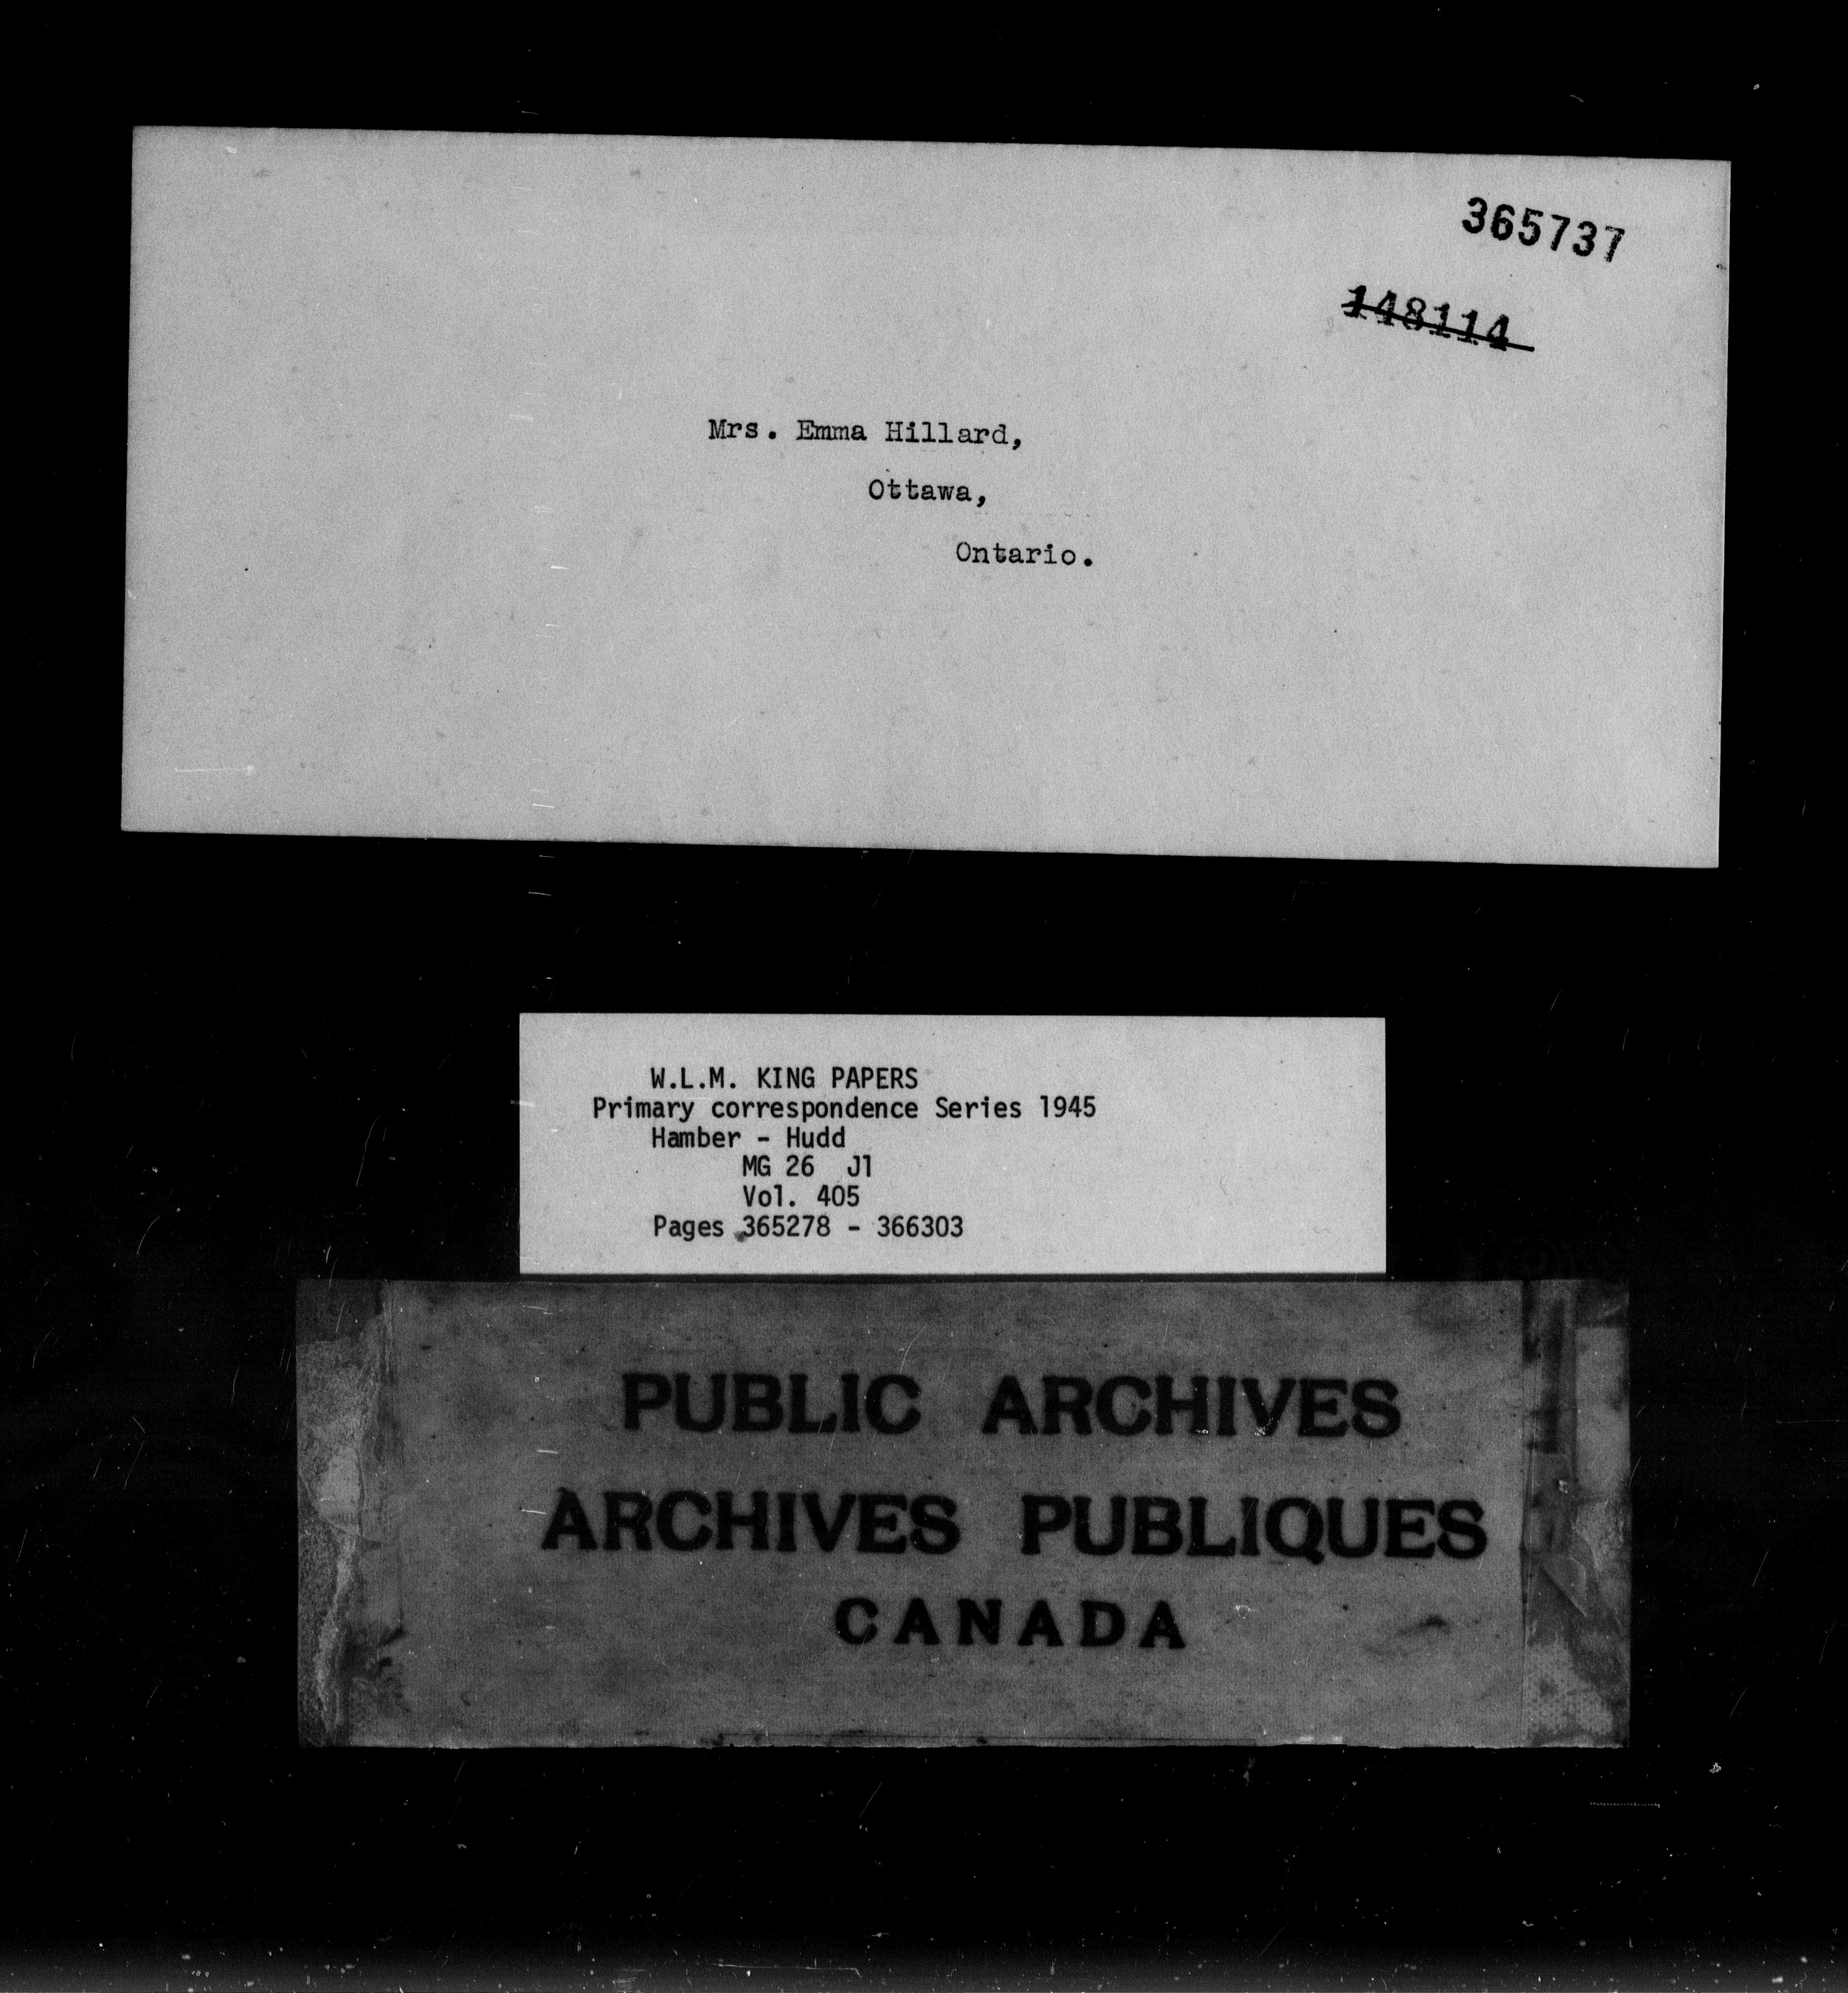 365737
148114
Mrs. Emma Hillard,
Ottawa,
Ontario.
W.L.M. KING PAPERS
Primary correspondence Series 1945
Hamber - Hudd
MG 26 J1
Vol. 405
Pages 365278 - 366303
PUBLIC ARCHIVES
ARCHIVES PUBLIQUES
CANADA